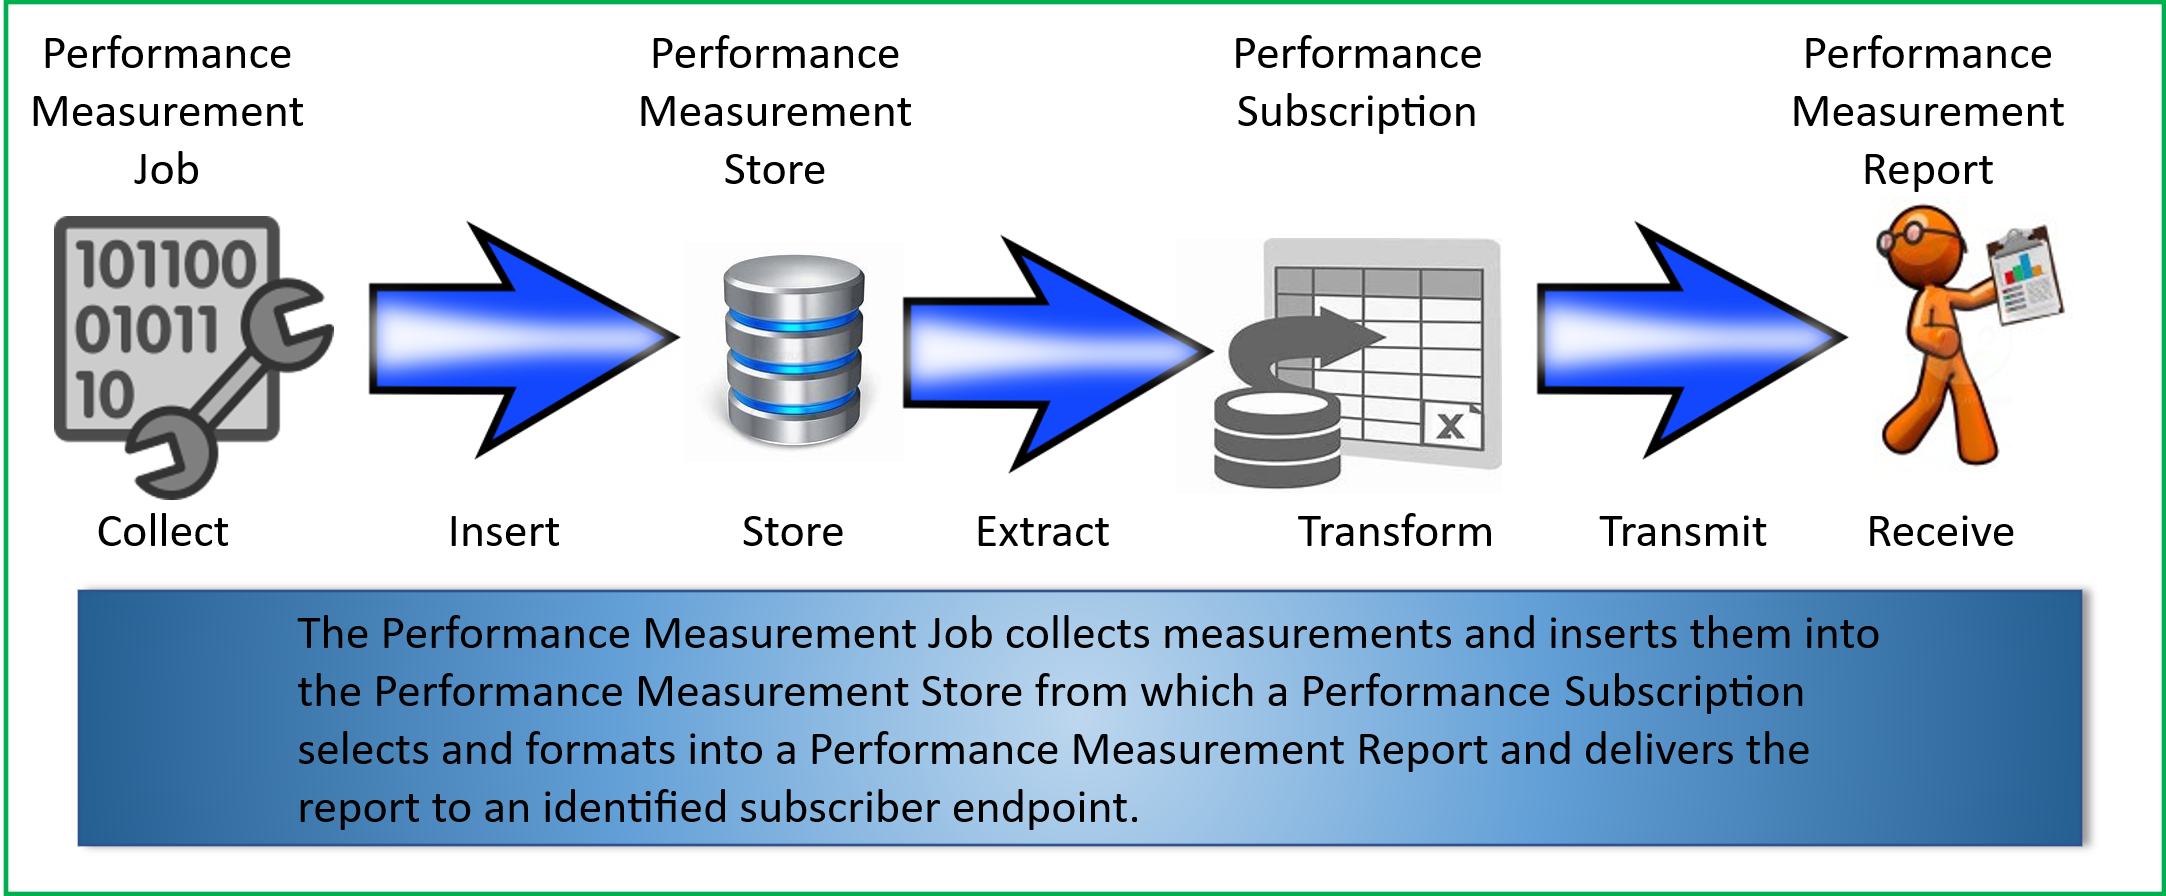 Performance
Measurement
Job
Performance
Measurement
Store
Performance
Subscription
Performance
Measurement
Report
101100
01011
10
X
Collect
Insert
Store
Extract
Transform
Transmit
Receive
The Performance Measurement Job collects measurements and inserts them into
the Performance Measurement Store from which a Performance Subscription
selects and formats into a Performance Measurement Report and delivers the
report to an identified subscriber endpoint.